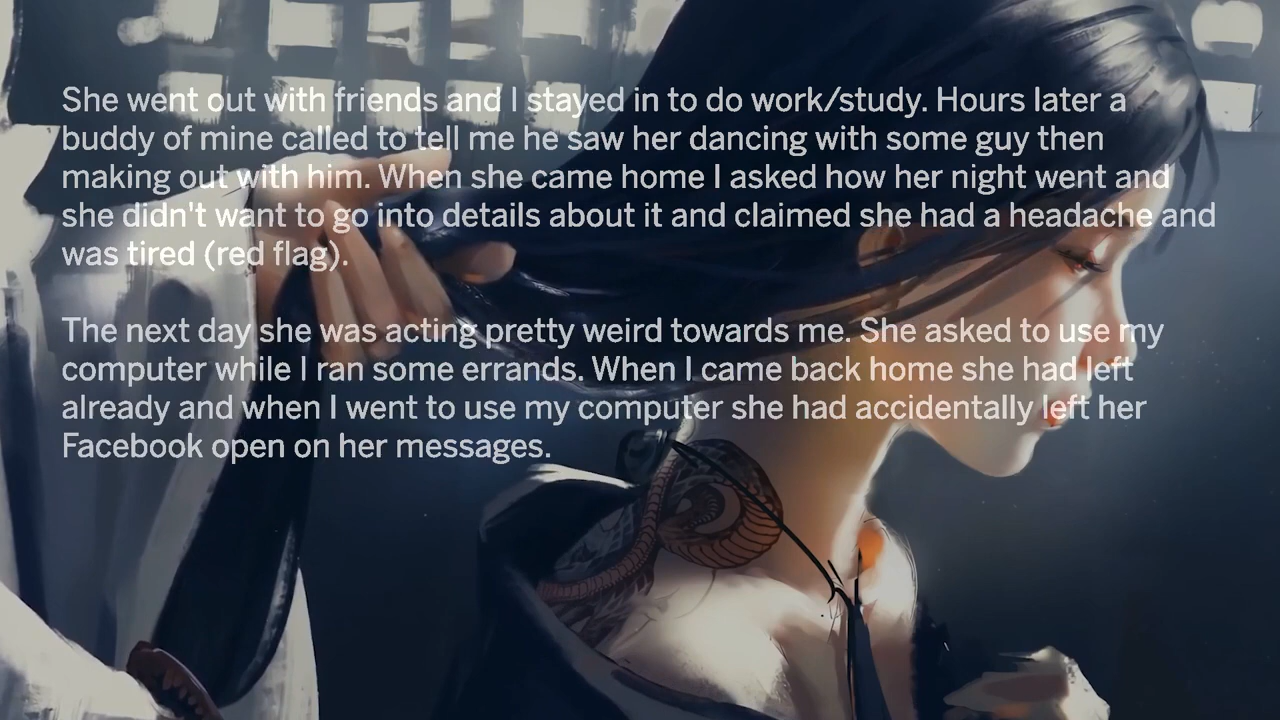 She went out with friends and I stayed in to do work/study. Hours later a
buddy of mine called to tell me he saw her dancing with some guy then
making out with him. When she came home I asked how her night went and
she didn't want to go into details about it and claimed she had a headache and
was tired (red flag).
The next day she was acting pretty weird towards me. She asked to use my
computer while I ran some errands. When I came back home she had left
already and when I went to use my computer she had accidentally left her
Facebook open on her messages.